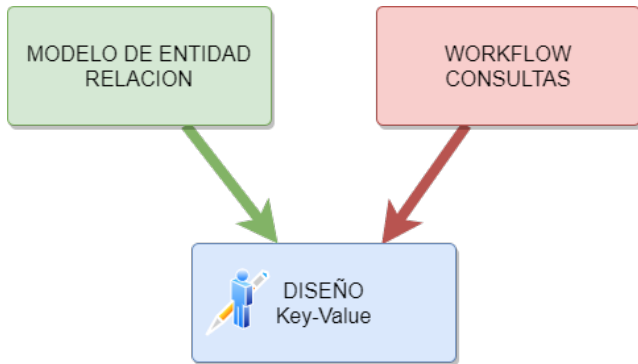 MODELO DE ENTIDAD
RELACION
WORKFLOW
CONSULTAS
DISEÑO
Key-Value